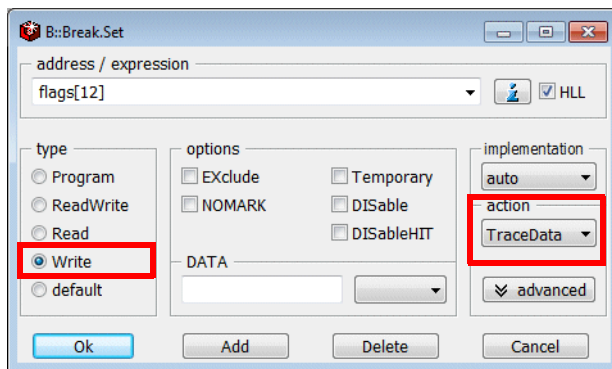 B::Break.Set
address / expression
flags[12]
i HLL
type
Program
ReadWrite
Read
Write
default
options
EXclude Temporary
NOMARK DISable
DISableHIT
DATA
implementation
auto
action
TraceData
advanced
Ok Add Delete Cancel